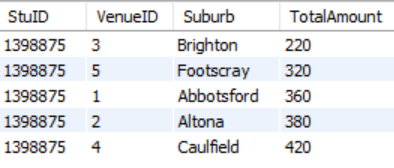 StuID VenueID Suburb TotalAmount
1398875 3 Brighton 220
1398875 5 Footscray 320
1398875 1 Abbotsford 360
1398875 2 Altona 380
1398875 4 Caulfield 420